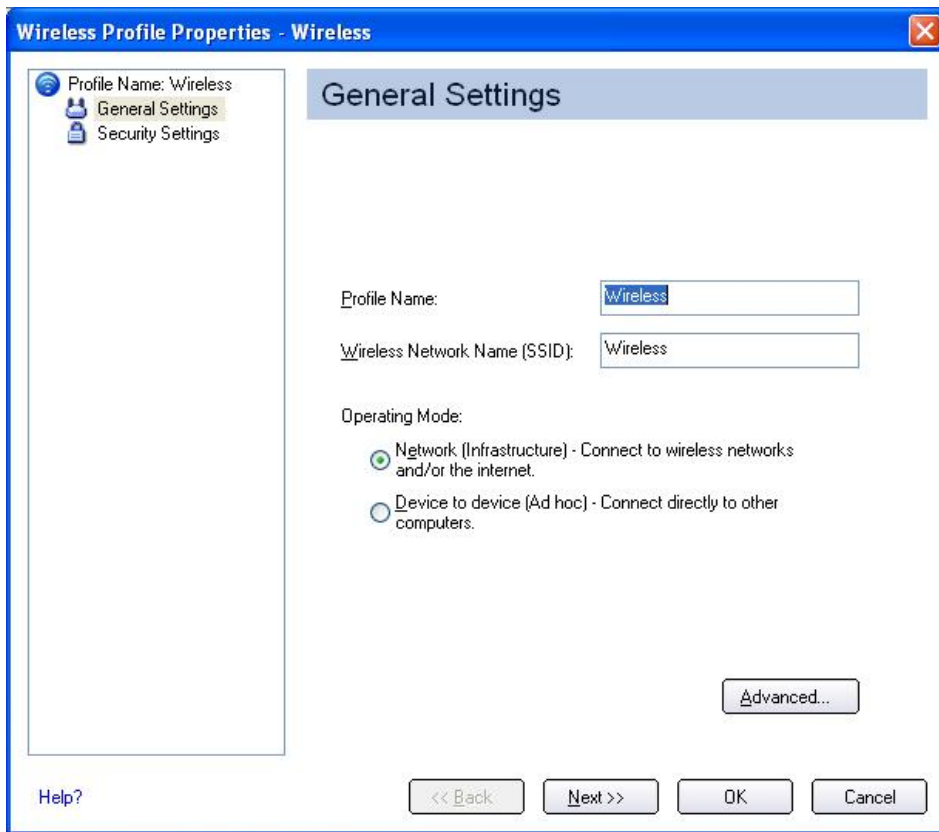 Wireless Profile Properties - Wireless
Profile Name: Wireless
General Settings
Security Settings
General Settings
Profile Name:
Wireless
Wireless Network Name (SSID):
Wireless
Operating Mode:
Network (Infrastructure) - Connect to wireless networks
and/or the internet.
Device to device (Ad hoc) - Connect directly to other
computers.
Advanced...
Help?
<< Back
Next >>
OK
Cancel